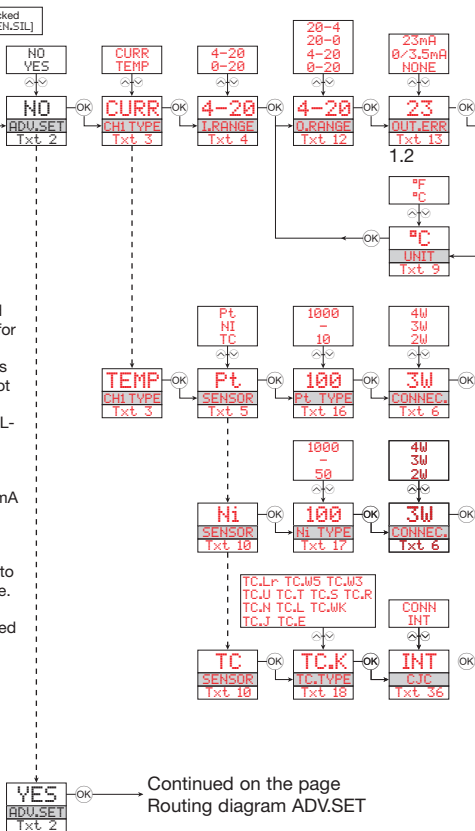 EN.SIL]
NO
YES
NO
ADV.SET
Txt 2
OK
CURR
TEMP
CURR
CH1TYPE
Txt 3
OK
4-20
0-20
4-20
I.RANGE
Txt 4
OK
20-4
20-0
4-20
0-20
4-20
O.RANGE
Txt 12
OK
23mA
0/3.5mA
NONE
23
OUT.ERR
Txt 13
OK
1.2
°F
°C
°C
UNIT
Txt 9
OK
for
TEMP
CH1TYPE
Txt 3
OK
Pt
NI
TC
Pt
SENSOR
Txt 5
OK
1000
-
10
100
Pt TYPE
Txt 16
OK
4W
3W
2W
3W
CONNEC.
Txt 6
OK
mA
Ni
SENSOR
Txt 10
OK
1000
-
50
100
Ni TYPE
Txt 17
OK
4W
3W
2W
3W
CONNEC.
Txt 6
OK
to
TC
SENSOR
Txt 10
OK
TC.Lr TC.W5 TC.W3
TC.U TC.T TC.S TC.R
TC.N TC.L TC.WK
TC.J TC.E
TC.K
TC.TYPE
Txt 18
OK
CONN
INT
INT
CJC
Txt 36
OK
YES
ADV.SET
Txt 2
OK
Continued on the page
Routing diagram ADV.SET